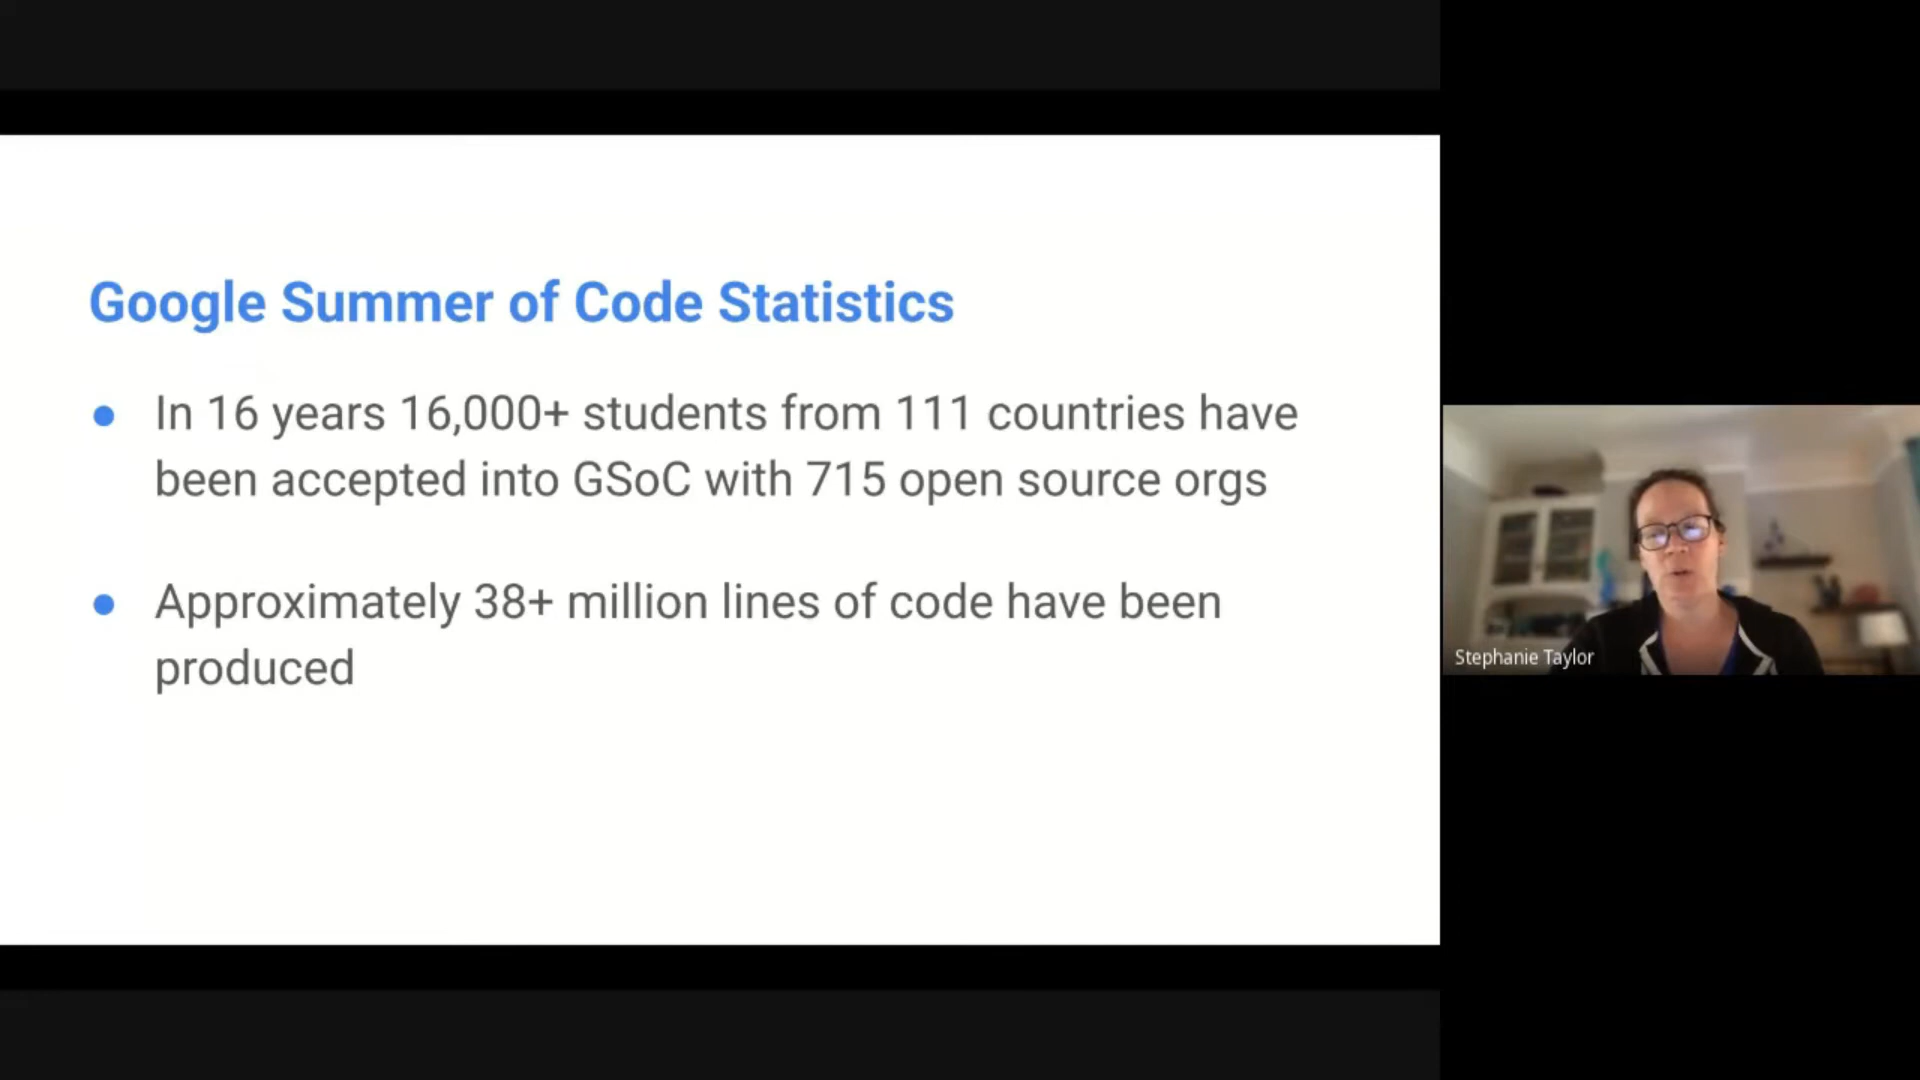 Google Summer of Code Statistics
● In 16 years 16,000+ students from 111 countries have
been accepted into GSoC with 715 open source orgs
● Approximately 38+ million lines of code have been
produced
Stephanie Taylor